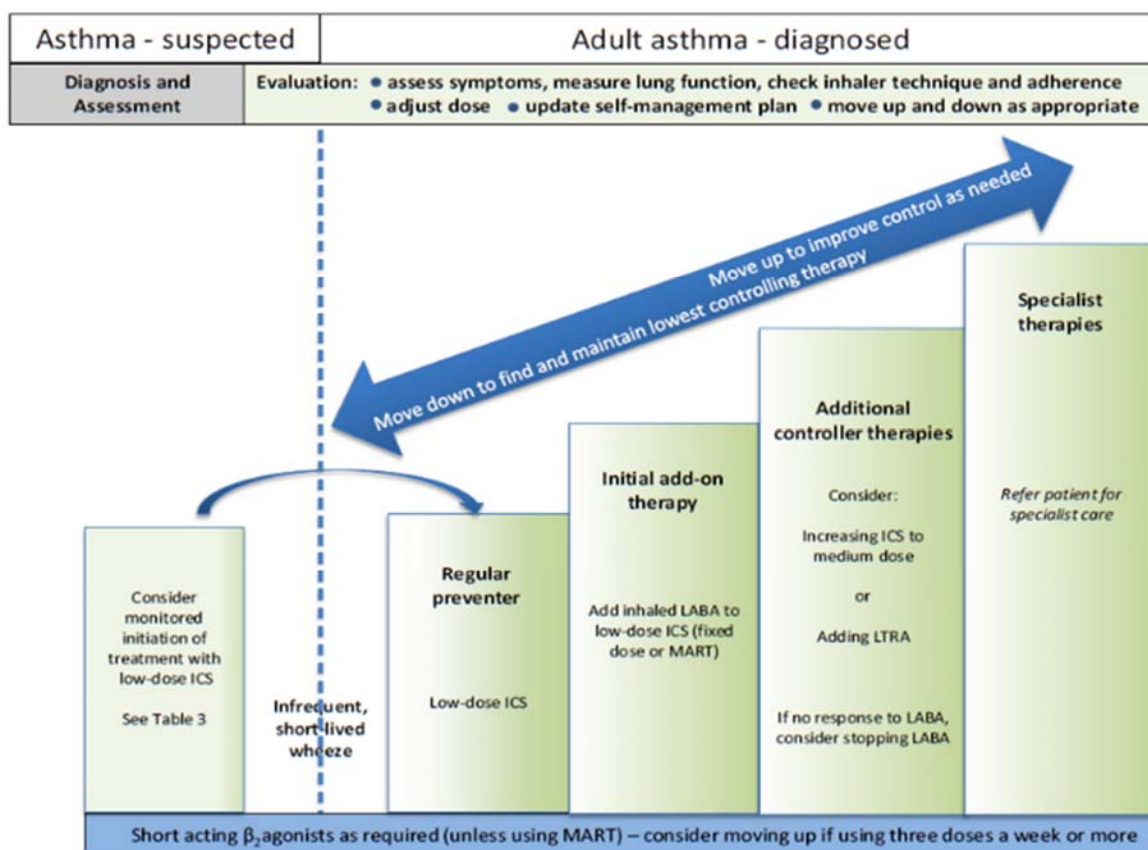 Asthma - suspected
Adult asthma - diagnosed
Diagnosis and
Assessment
Evaluation: • assess symptoms, measure lung function, check inhaler technique and adherence
• adjust dose • update self-management plan • move up and down as appropriate
Move up to improve control as needed
Move down to find and maintain lowest controlling therapy
Consider
monitored
initiation of
treatment with
low-dose ICS
See Table 3
Infrequent,
short-lived
wheeze
Regular
preventer
Low-dose ICS
Initial add-on
therapy
Add inhaled LABA to
low-dose ICS (fixed
dose or MART)
Additional
controller therapies
Consider:
Increasing ICS to
medium dose
or
Adding LTRA
If no response to LABA,
consider stopping LABA
Specialist
therapies
Refer patient for
specialist care
Short acting β₂agonists as required (unless using MART) – consider moving up if using three doses a week or more